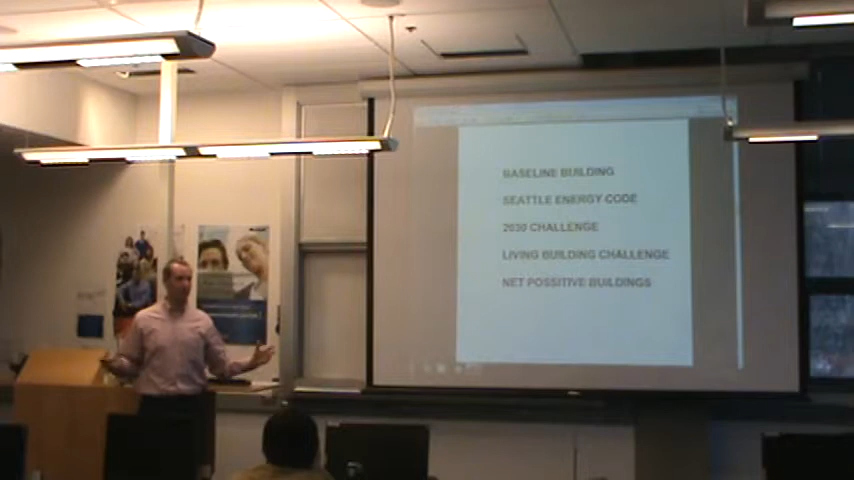 BASELINE BUILDING
SEATTLE ENERGY CODE
2030 CHALLENGE
LIVING BUILDING CHALLENGE
NET POSSITIVE BUILDINGS